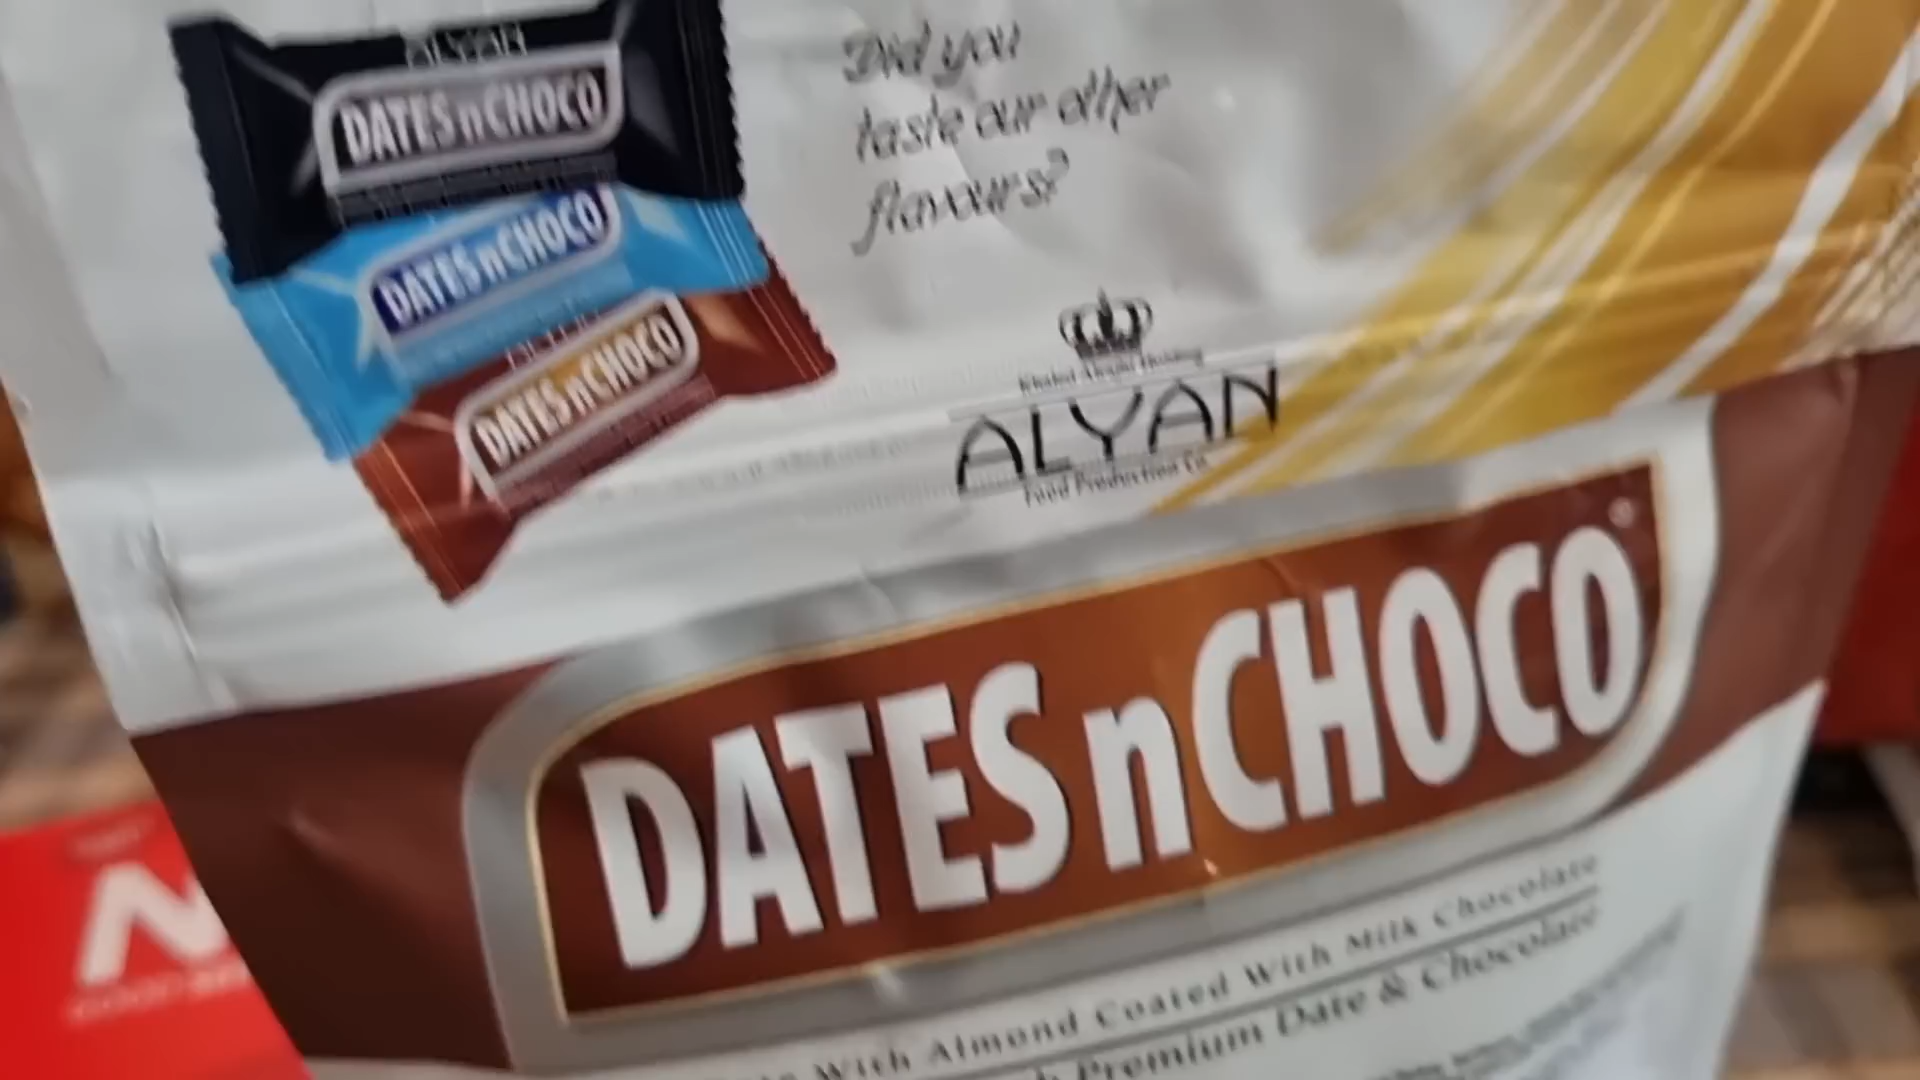 DATES n CHOCO
DATES n CHOCO
DATES n CHOCO
Did you
taste our other
flavours?
ALYAN
Food Production Co.
DATES n CHOCO
With Almond Coated With Milk Chocolate
Premium Date & Chocolate
N